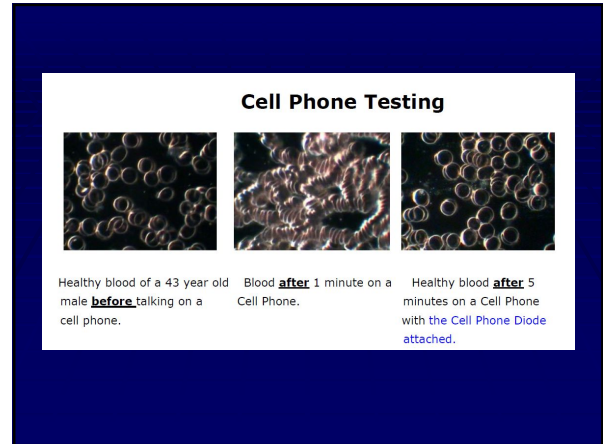 Cell Phone Testing
Healthy blood of a 43 year old
male before talking on a
cell phone.
Blood after 1 minute on a
Cell Phone.
Healthy blood after 5
minutes on a Cell Phone
with the Cell Phone Diode
attached.